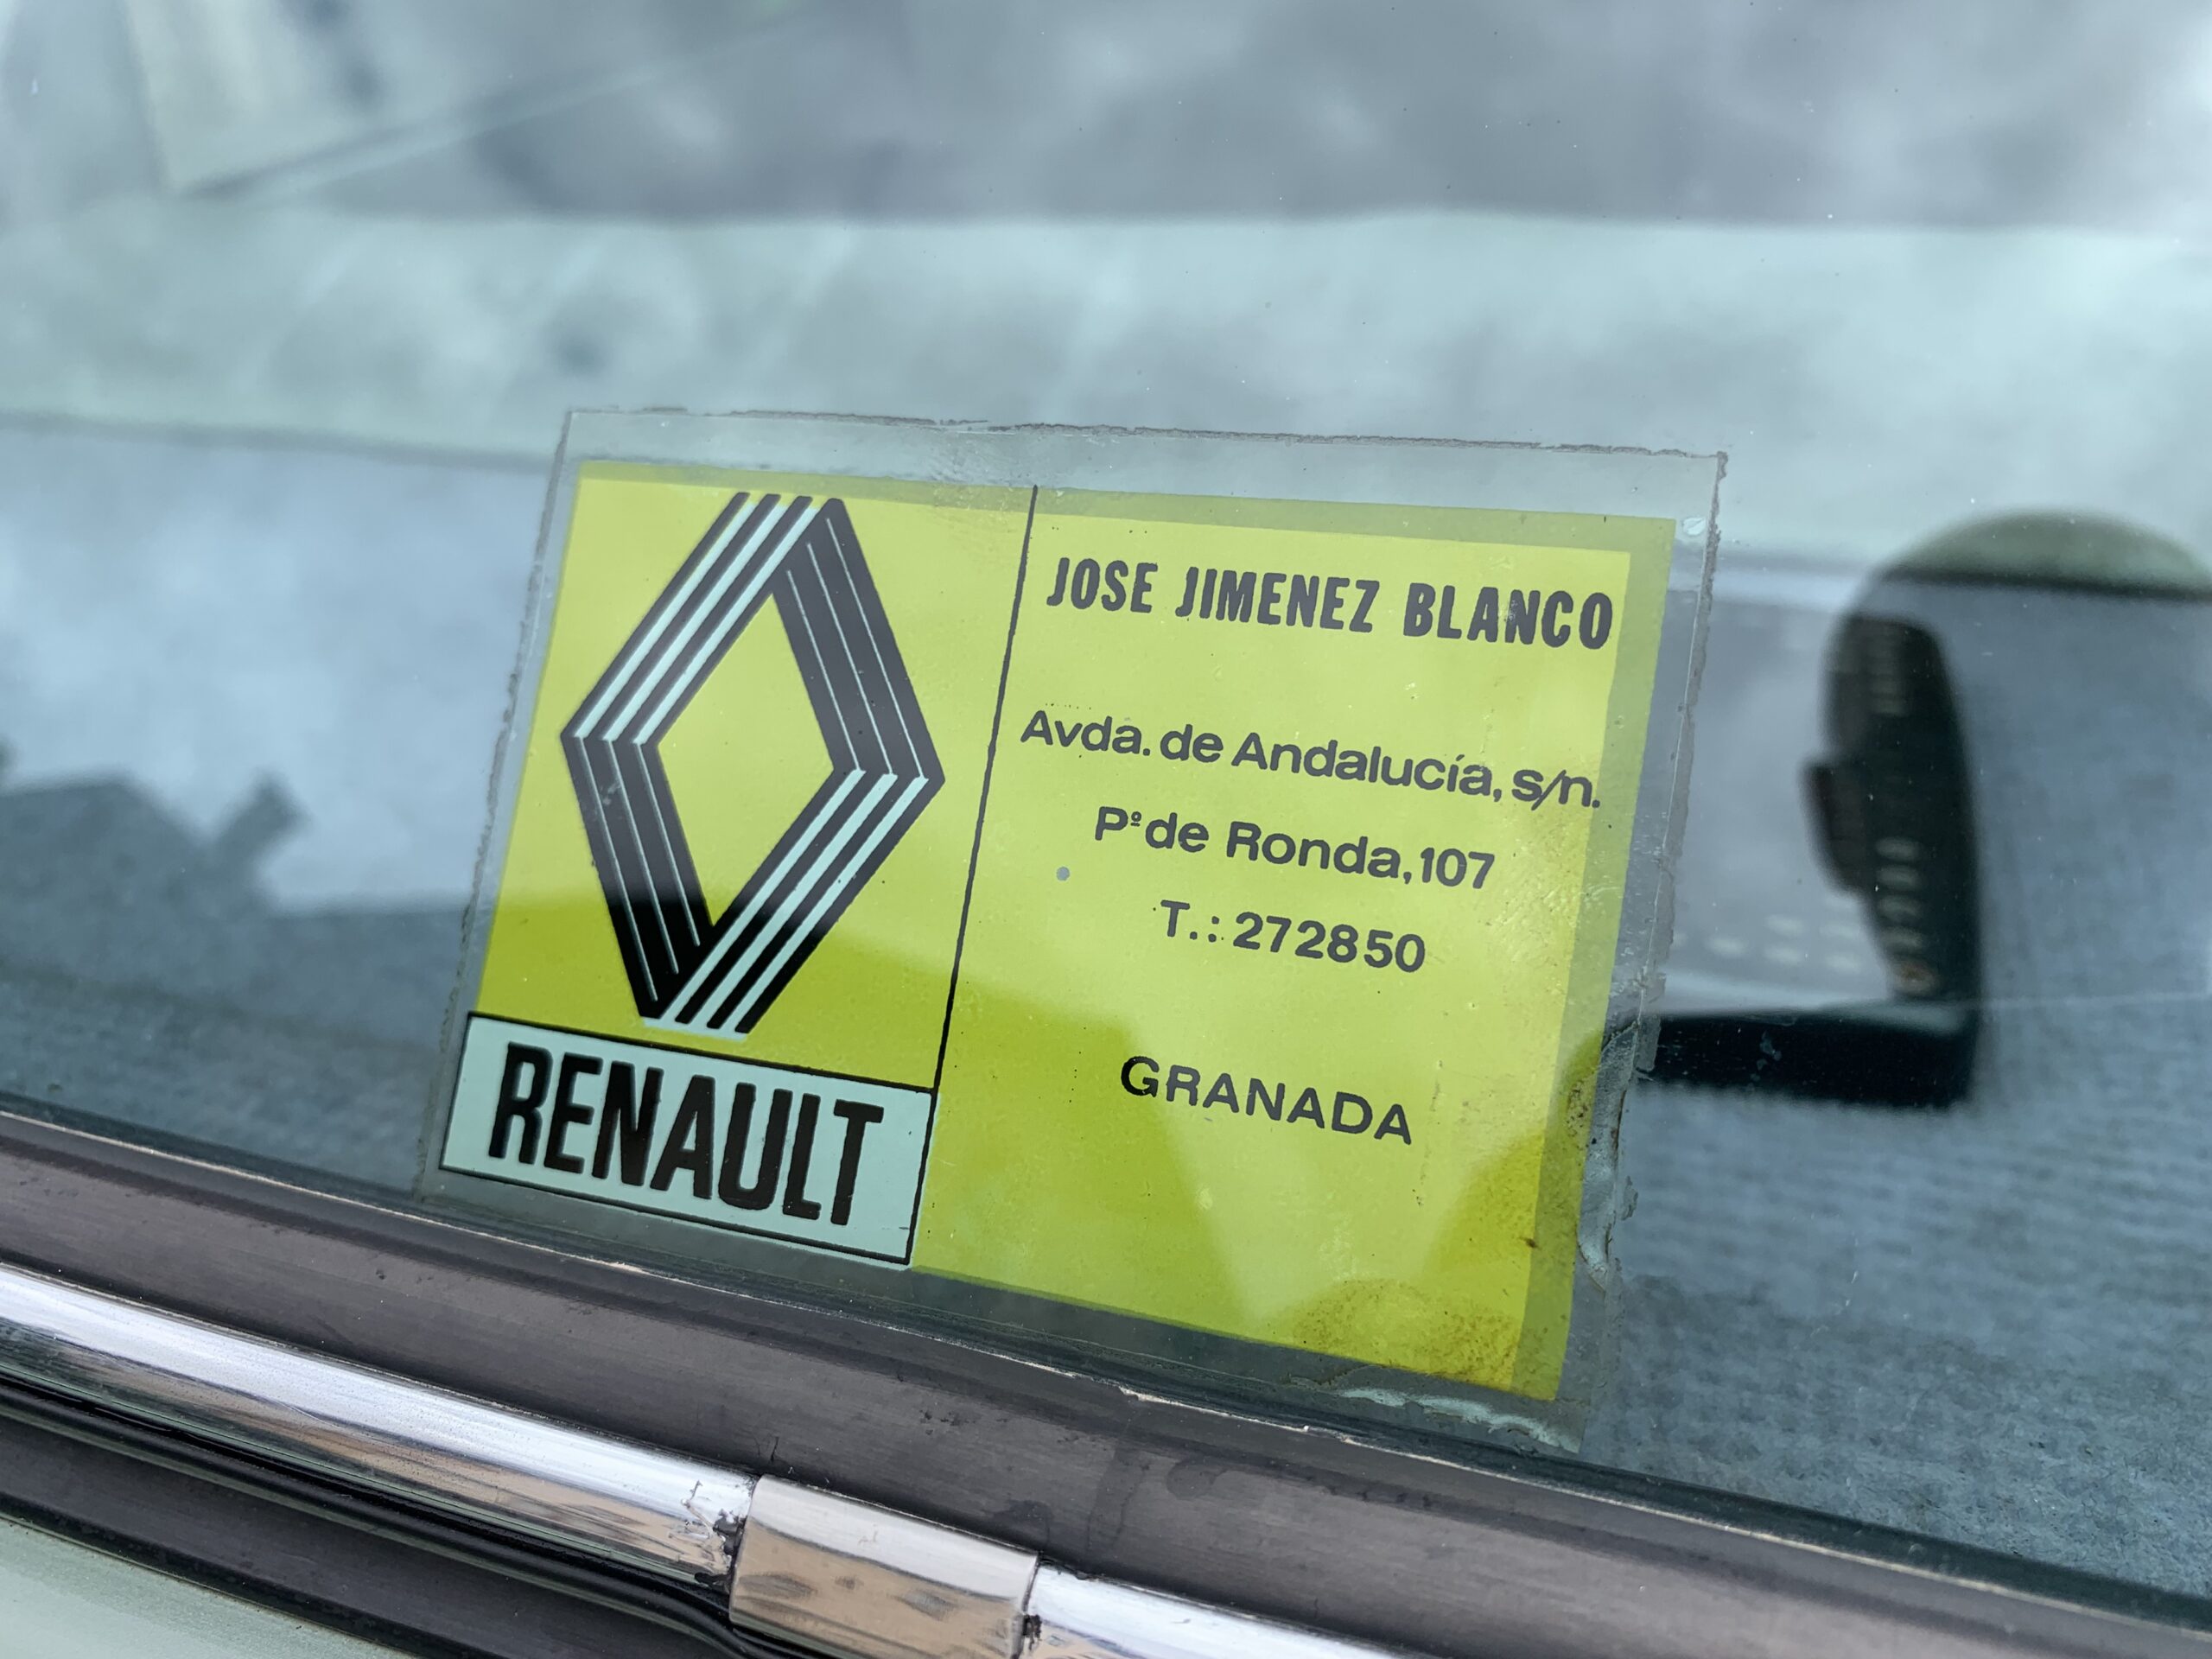 JOSE JIMENEZ BLANCO
Avda. de Andalucía, s/n.
Pº de Ronda, 107
T.: 272850
GRANADA
RENAULT